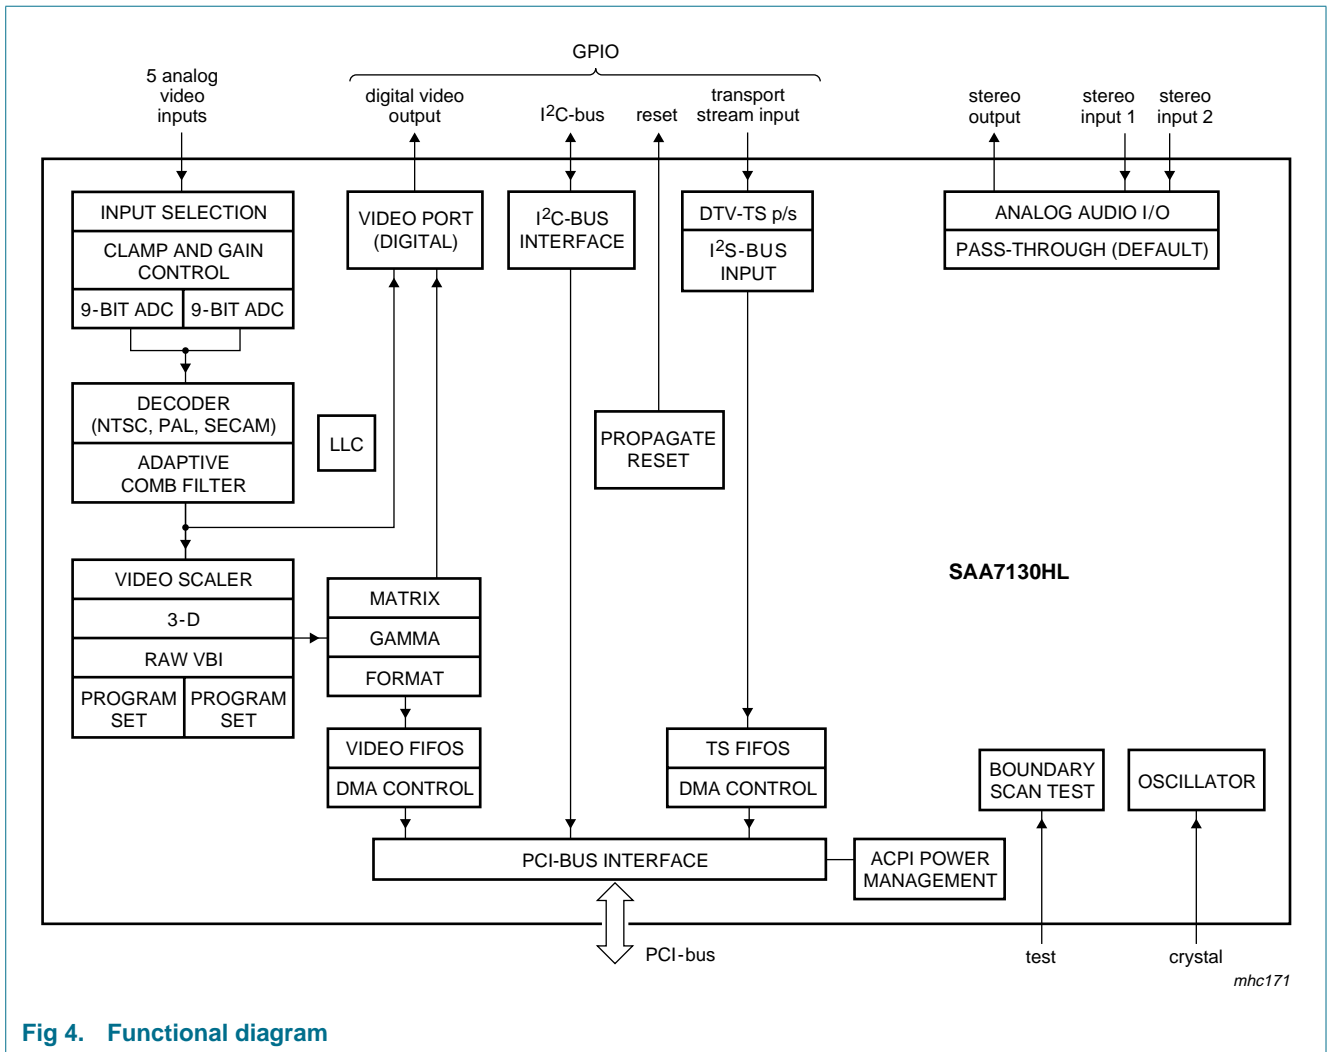 GPIO
5 analog
video
inputs
digital video
output
I²C-bus
reset
transport
stream input
stereo
output
stereo
input 1
stereo
input 2
INPUT SELECTION
CLAMP AND GAIN
CONTROL
9-BIT ADC
9-BIT ADC
VIDEO PORT
(DIGITAL)
I²C-BUS
INTERFACE
DTV-TS p/s
I²S-BUS
INPUT
ANALOG AUDIO I/O
PASS-THROUGH (DEFAULT)
DECODER
(NTSC, PAL, SECAM)
ADAPTIVE
COMB FILTER
LLC
PROPAGATE
RESET
VIDEO SCALER
3-D
RAW VBI
PROGRAM
SET
PROGRAM
SET
MATRIX
GAMMA
FORMAT
SAA7130HL
VIDEO FIFOS
DMA CONTROL
TS FIFOS
DMA CONTROL
BOUNDARY
SCAN TEST
OSCILLATOR
PCI-BUS INTERFACE
ACPI POWER
MANAGEMENT
PCI-bus
test
crystal
mhc171
Fig 4. Functional diagram